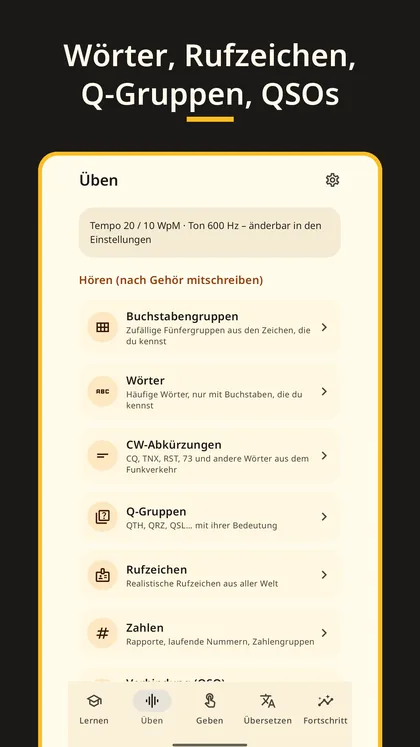 Wörter, Rufzeichen,
Q-Gruppen, QSOs
Üben
Tempo 20 / 10 WpM · Ton 600 Hz – änderbar in den
Einstellungen
Hören (nach Gehör mitschreiben)
Buchstabengruppen
Zufällige Fünfergruppen aus den Zeichen, die
du kennst
ABC
Wörter
Häufige Wörter, nur mit Buchstaben, die du
kennst
CW-Abkürzungen
CQ, TNX, RST, 73 und andere Wörter aus dem
Funkverkehr
Q-Gruppen
QTH, QRZ, QSL… mit ihrer Bedeutung
Rufzeichen
Realistische Rufzeichen aus aller Welt
Zahlen
Rapporte, laufende Nummern, Zahlengruppen
Verbindung (QSO)
Lernen
Üben
Geben
Übersetzen
Fortschritt